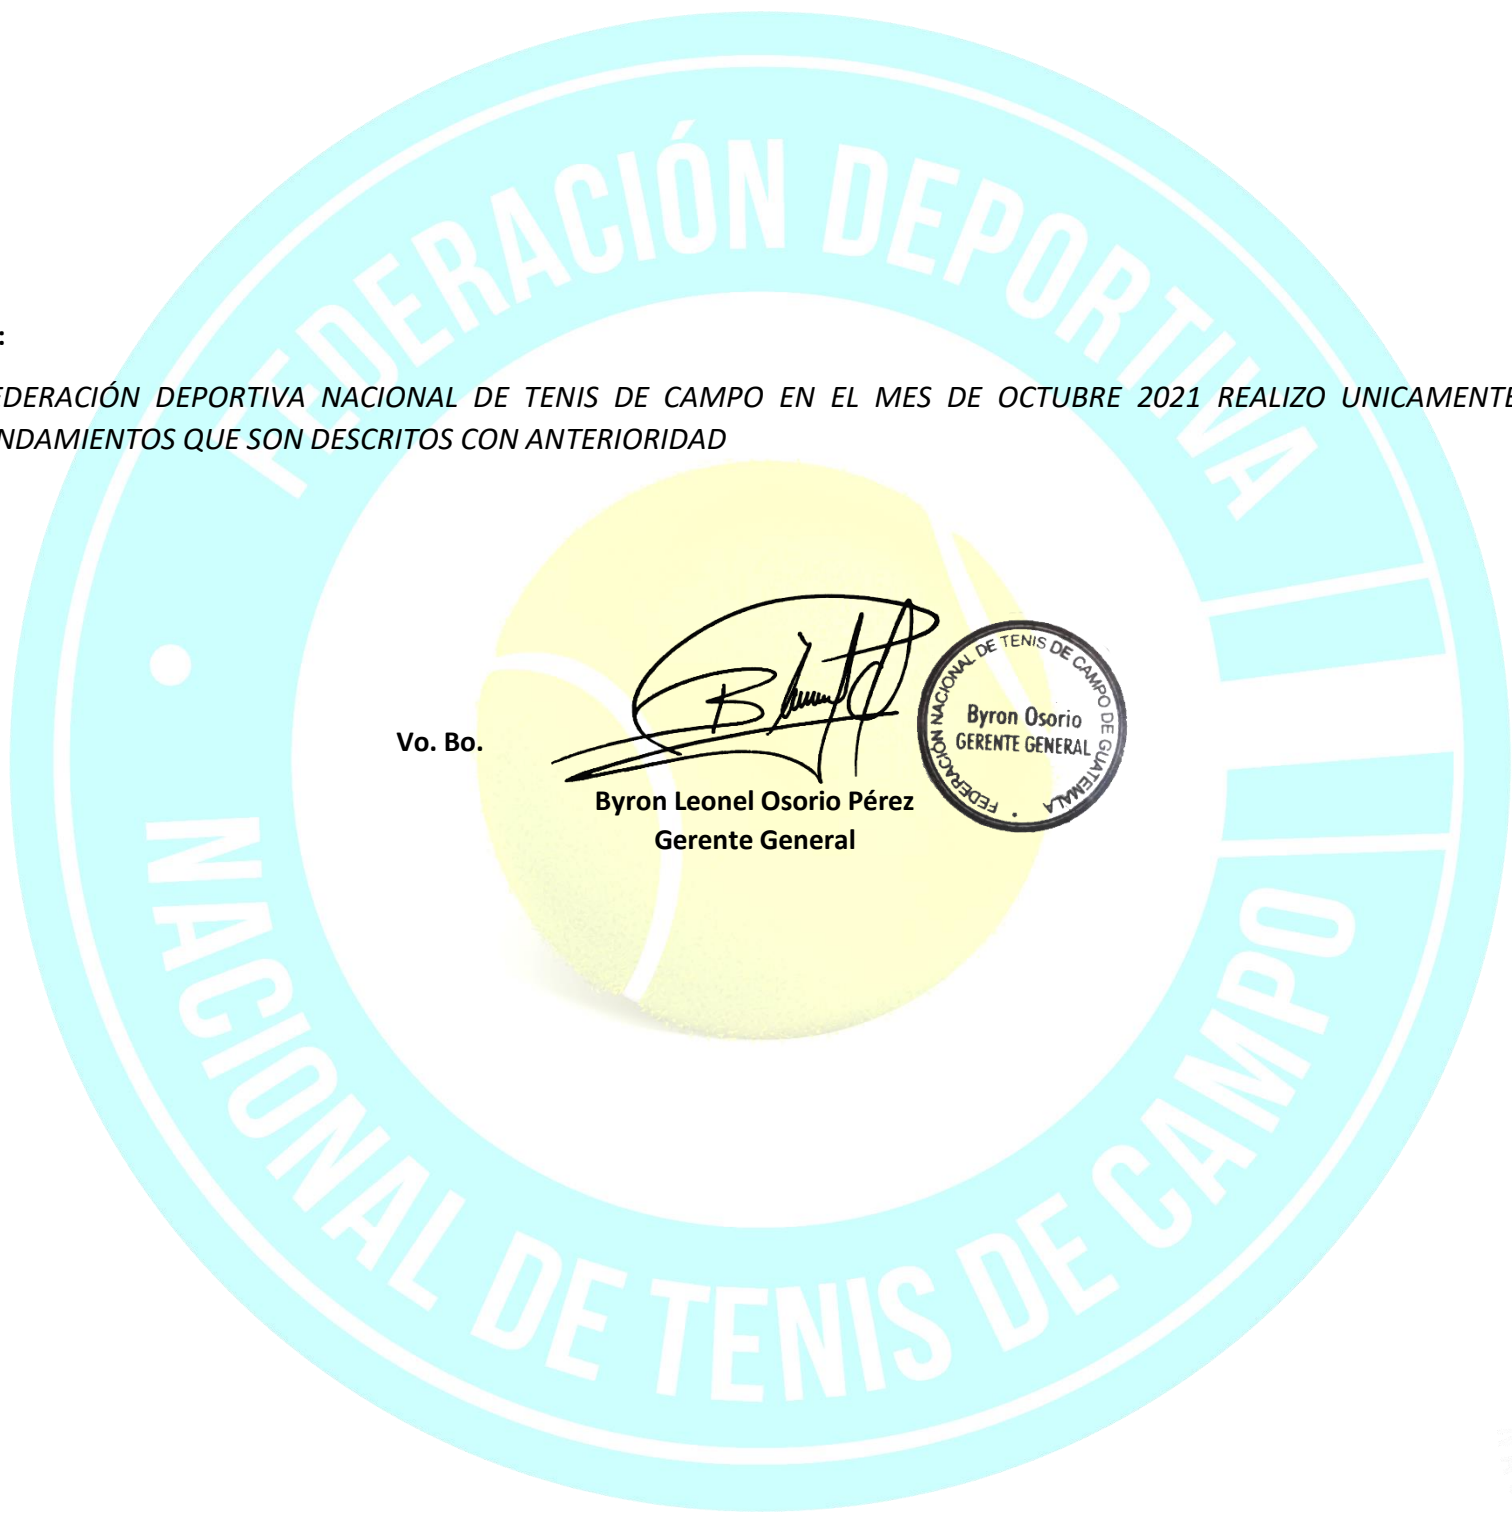 FEDERACIÓN DEPORTIVA
:
EDERACIÓN DEPORTIVA NACIONAL DE TENIS DE CAMPO EN EL MES DE OCTUBRE 2021 REALIZO UNICAMENTE
NDAMIENTOS QUE SON DESCRITOS CON ANTERIORIDAD
FEDERACIÓN NACIONAL DE TENIS DE CAMPO DE GUATEMALA
Byron Osorio
GERENTE GENERAL
Vo. Bo.
Byron Leonel Osorio Pérez
Gerente General
NACIONAL DE TENIS DE CAMPO